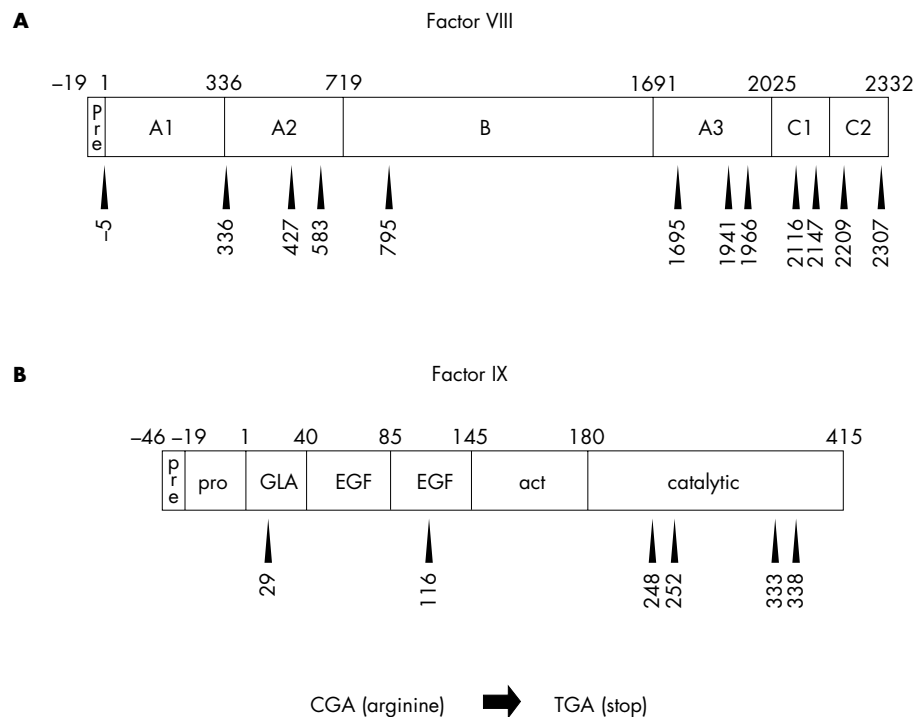 A
Factor VIII
–19 1 336 719 1691 2025 2332
Pre A1 A2 B A3 C1 C2
–5 336 427 583 795 1695 1941 1966 2116 2147 2209 2307
B
Factor IX
–46 –19 1 40 85 145 180 415
pre pro GLA EGF EGF act catalytic
29 116 248 252 333 338
CGA (arginine) TGA (stop)